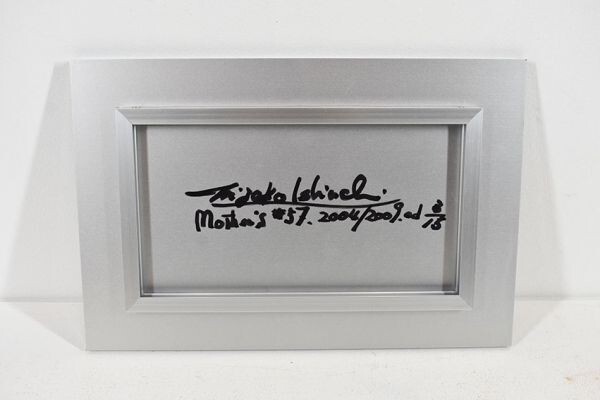 Miyako Ishiuchi.
Mother's #57. 2004/2009. ed 8/15